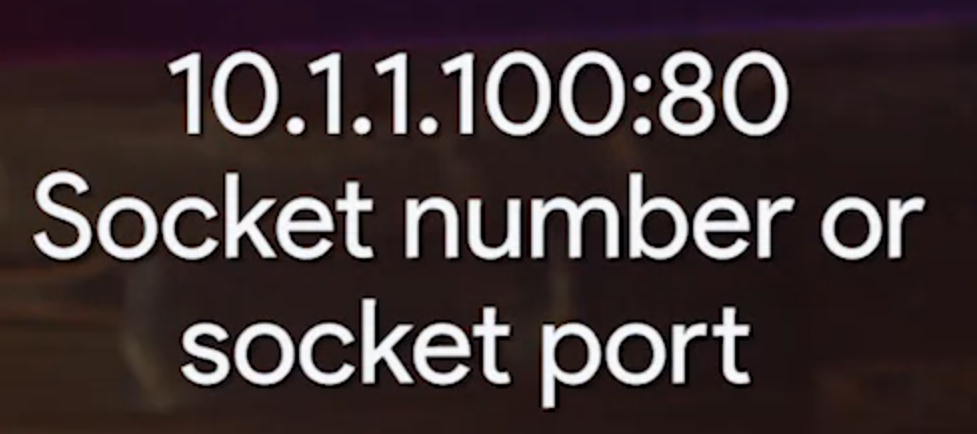 10.1.1.100:80
Socket number or
socket port